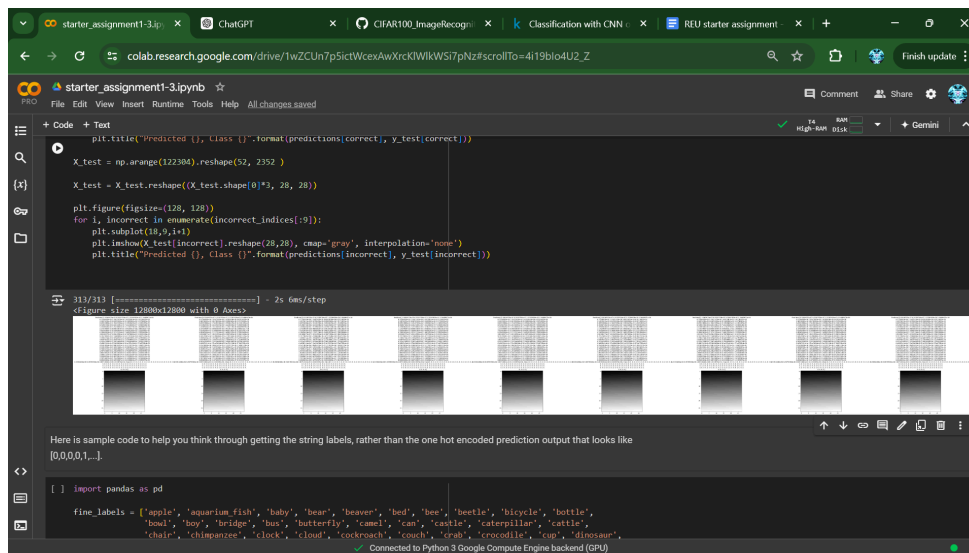 starter_assignment1-3.ip
ChatGPT
CIFAR100_ImageRecogni
Classification with CNN
REU starter assignment
colab.research.google.com/drive/1wZCUn7p5ictWcexAwXrcKlWlkWSi7pNz#scrollTo=4i19bIo4U2_Z
Finish update
PRO
starter_assignment1-3.ipynb
File Edit View Insert Runtime Tools Help All changes saved
Comment
Share
+ Code + Text
T4 RAM
High-RAM Disk
Gemini
plt.title("Predicted {}, Class {}".format(predictions[correct], y_test[correct]))
X_test = np.arange(122304).reshape(52, 2352 )
X_test = X_test.reshape((X_test.shape[0]*3, 28, 28))
plt.figure(figsize=(128, 128))
for i, incorrect in enumerate(incorrect_indices[:9]):
plt.subplot(18,9,i+1)
plt.imshow(X_test[incorrect].reshape(28,28), cmap='gray', interpolation='none')
plt.title("Predicted {}, Class {}".format(predictions[incorrect], y_test[incorrect]))
313/313 [==============================] - 2s 6ms/step
<Figure size 12800x12800 with 0 Axes>
Here is sample code to help you think through getting the string labels, rather than the one hot encoded prediction output that looks like
[0,0,0,0,1,...].
[ ] import pandas as pd
fine_labels = ['apple', 'aquarium_fish', 'baby', 'bear', 'beaver', 'bed', 'bee', 'beetle', 'bicycle', 'bottle',
'bowl', 'boy', 'bridge', 'bus', 'butterfly', 'camel', 'can', 'castle', 'caterpillar', 'cattle',
'chair', 'chimpanzee', 'clock', 'cloud', 'cockroach', 'couch', 'crab', 'crocodile', 'cup', 'dinosaur',
Connected to Python 3 Google Compute Engine backend (GPU)